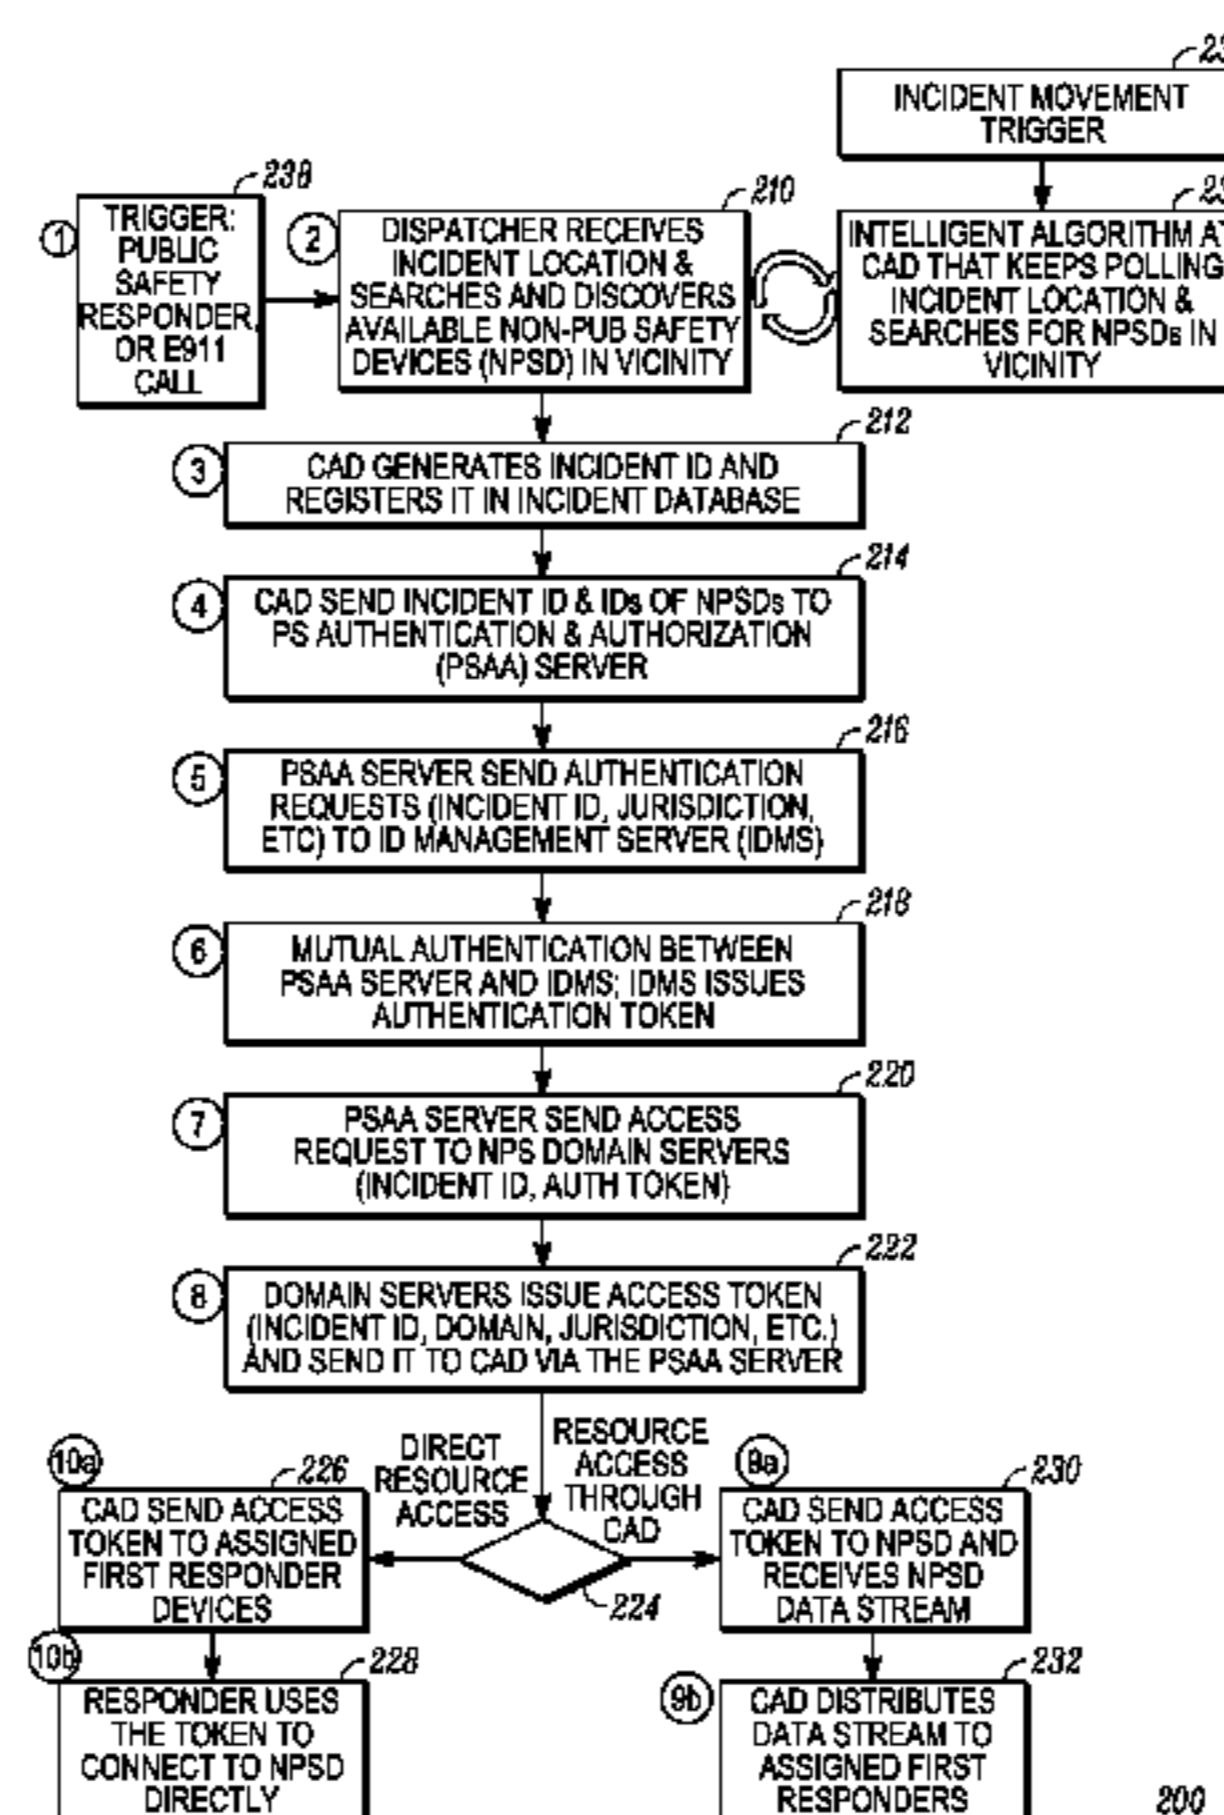 INCIDENT MOVEMENT
TRIGGER
238
1
TRIGGER:
PUBLIC
SAFETY
RESPONDER,
OR E911
CALL
210
2
DISPATCHER RECEIVES
INCIDENT LOCATION &
SEARCHES AND DISCOVERS
AVAILABLE NON-PUB SAFETY
DEVICES (NPSD) IN VICINITY
INTELLIGENT ALGORITHM AT
CAD THAT KEEPS POLLING
INCIDENT LOCATION &
SEARCHES FOR NPSDs IN
VICINITY
212
3
CAD GENERATES INCIDENT ID AND
REGISTERS IT IN INCIDENT DATABASE
214
4
CAD SEND INCIDENT ID & IDs OF NPSDs TO
PS AUTHENTICATION & AUTHORIZATION
(PSAA) SERVER
216
5
PSAA SERVER SEND AUTHENTICATION
REQUESTS (INCIDENT ID, JURISDICTION,
ETC) TO ID MANAGEMENT SERVER (IDMS)
218
6
MUTUAL AUTHENTICATION BETWEEN
PSAA SERVER AND IDMS; IDMS ISSUES
AUTHENTICATION TOKEN
220
7
PSAA SERVER SEND ACCESS
REQUEST TO NPS DOMAIN SERVERS
(INCIDENT ID, AUTH TOKEN)
222
8
DOMAIN SERVERS ISSUE ACCESS TOKEN
(INCIDENT ID, DOMAIN, JURISDICTION, ETC.)
AND SEND IT TO CAD VIA THE PSAA SERVER
DIRECT
RESOURCE
ACCESS
RESOURCE
ACCESS
THROUGH
CAD
224
10a
226
CAD SEND ACCESS
TOKEN TO ASSIGNED
FIRST RESPONDER
DEVICES
9a
230
CAD SEND ACCESS
TOKEN TO NPSD AND
RECEIVES NPSD
DATA STREAM
10b
228
RESPONDER USES
THE TOKEN TO
CONNECT TO NPSD
DIRECTLY
9b
232
CAD DISTRIBUTES
DATA STREAM TO
ASSIGNED FIRST
RESPONDERS
200